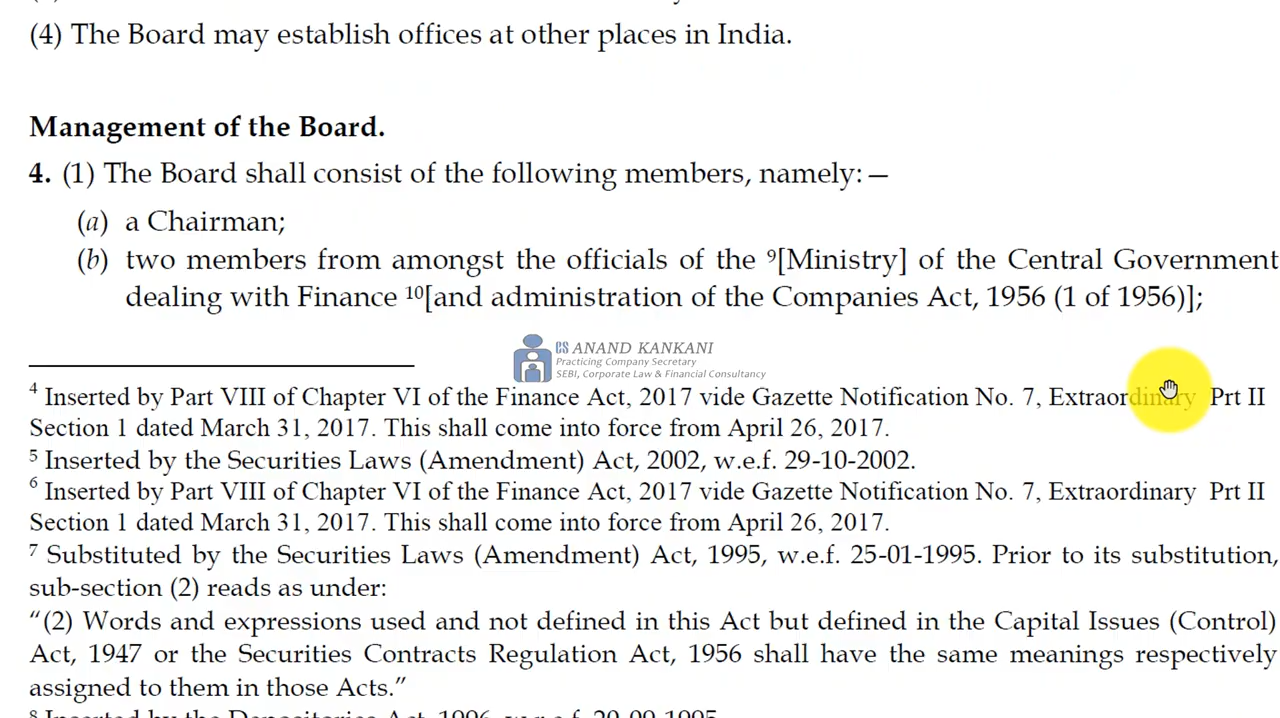 (4) The Board may establish offices at other places in India.
Management of the Board.
4. (1) The Board shall consist of the following members, namely: —
(a) a Chairman;
(b) two members from amongst the officials of the 9[Ministry] of the Central Government
dealing with Finance 10[and administration of the Companies Act, 1956 (1 of 1956)];
CS ANAND KANKANI
Practicing Company Secretary
SEBI, Corporate Law & Financial Consultancy
4 Inserted by Part VIII of Chapter VI of the Finance Act, 2017 vide Gazette Notification No. 7, Extraordinary Prt II
Section 1 dated March 31, 2017. This shall come into force from April 26, 2017.
5 Inserted by the Securities Laws (Amendment) Act, 2002, w.e.f. 29-10-2002.
6 Inserted by Part VIII of Chapter VI of the Finance Act, 2017 vide Gazette Notification No. 7, Extraordinary Prt II
Section 1 dated March 31, 2017. This shall come into force from April 26, 2017.
7 Substituted by the Securities Laws (Amendment) Act, 1995, w.e.f. 25-01-1995. Prior to its substitution,
sub-section (2) reads as under:
“(2) Words and expressions used and not defined in this Act but defined in the Capital Issues (Control)
Act, 1947 or the Securities Contracts Regulation Act, 1956 shall have the same meanings respectively
assigned to them in those Acts.”
8 Inserted by the Depositories Act, 1996, w.r.e.f. 20-09-1995.